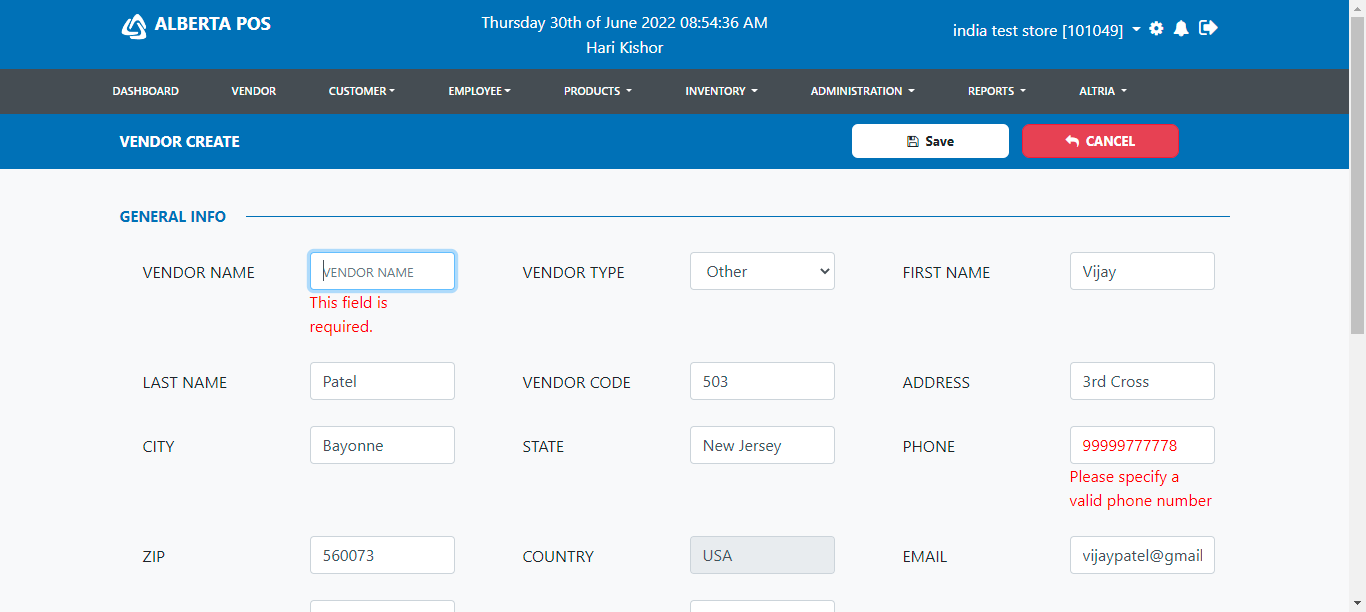 ALBERTA POS
Thursday 30th of June 2022 08:54:36 AM
Hari Kishor
india test store [101049]
DASHBOARD VENDOR CUSTOMER EMPLOYEE PRODUCTS INVENTORY ADMINISTRATION REPORTS ALTRIA
VENDOR CREATE Save CANCEL
GENERAL INFO
VENDOR NAME VENDOR NAME VENDOR TYPE Other FIRST NAME Vijay
This field is
required.
LAST NAME Patel VENDOR CODE 503 ADDRESS 3rd Cross
CITY Bayonne STATE New Jersey PHONE 99999777778
Please specify a
valid phone number
ZIP 560073 COUNTRY USA EMAIL vijaypatel@gmail